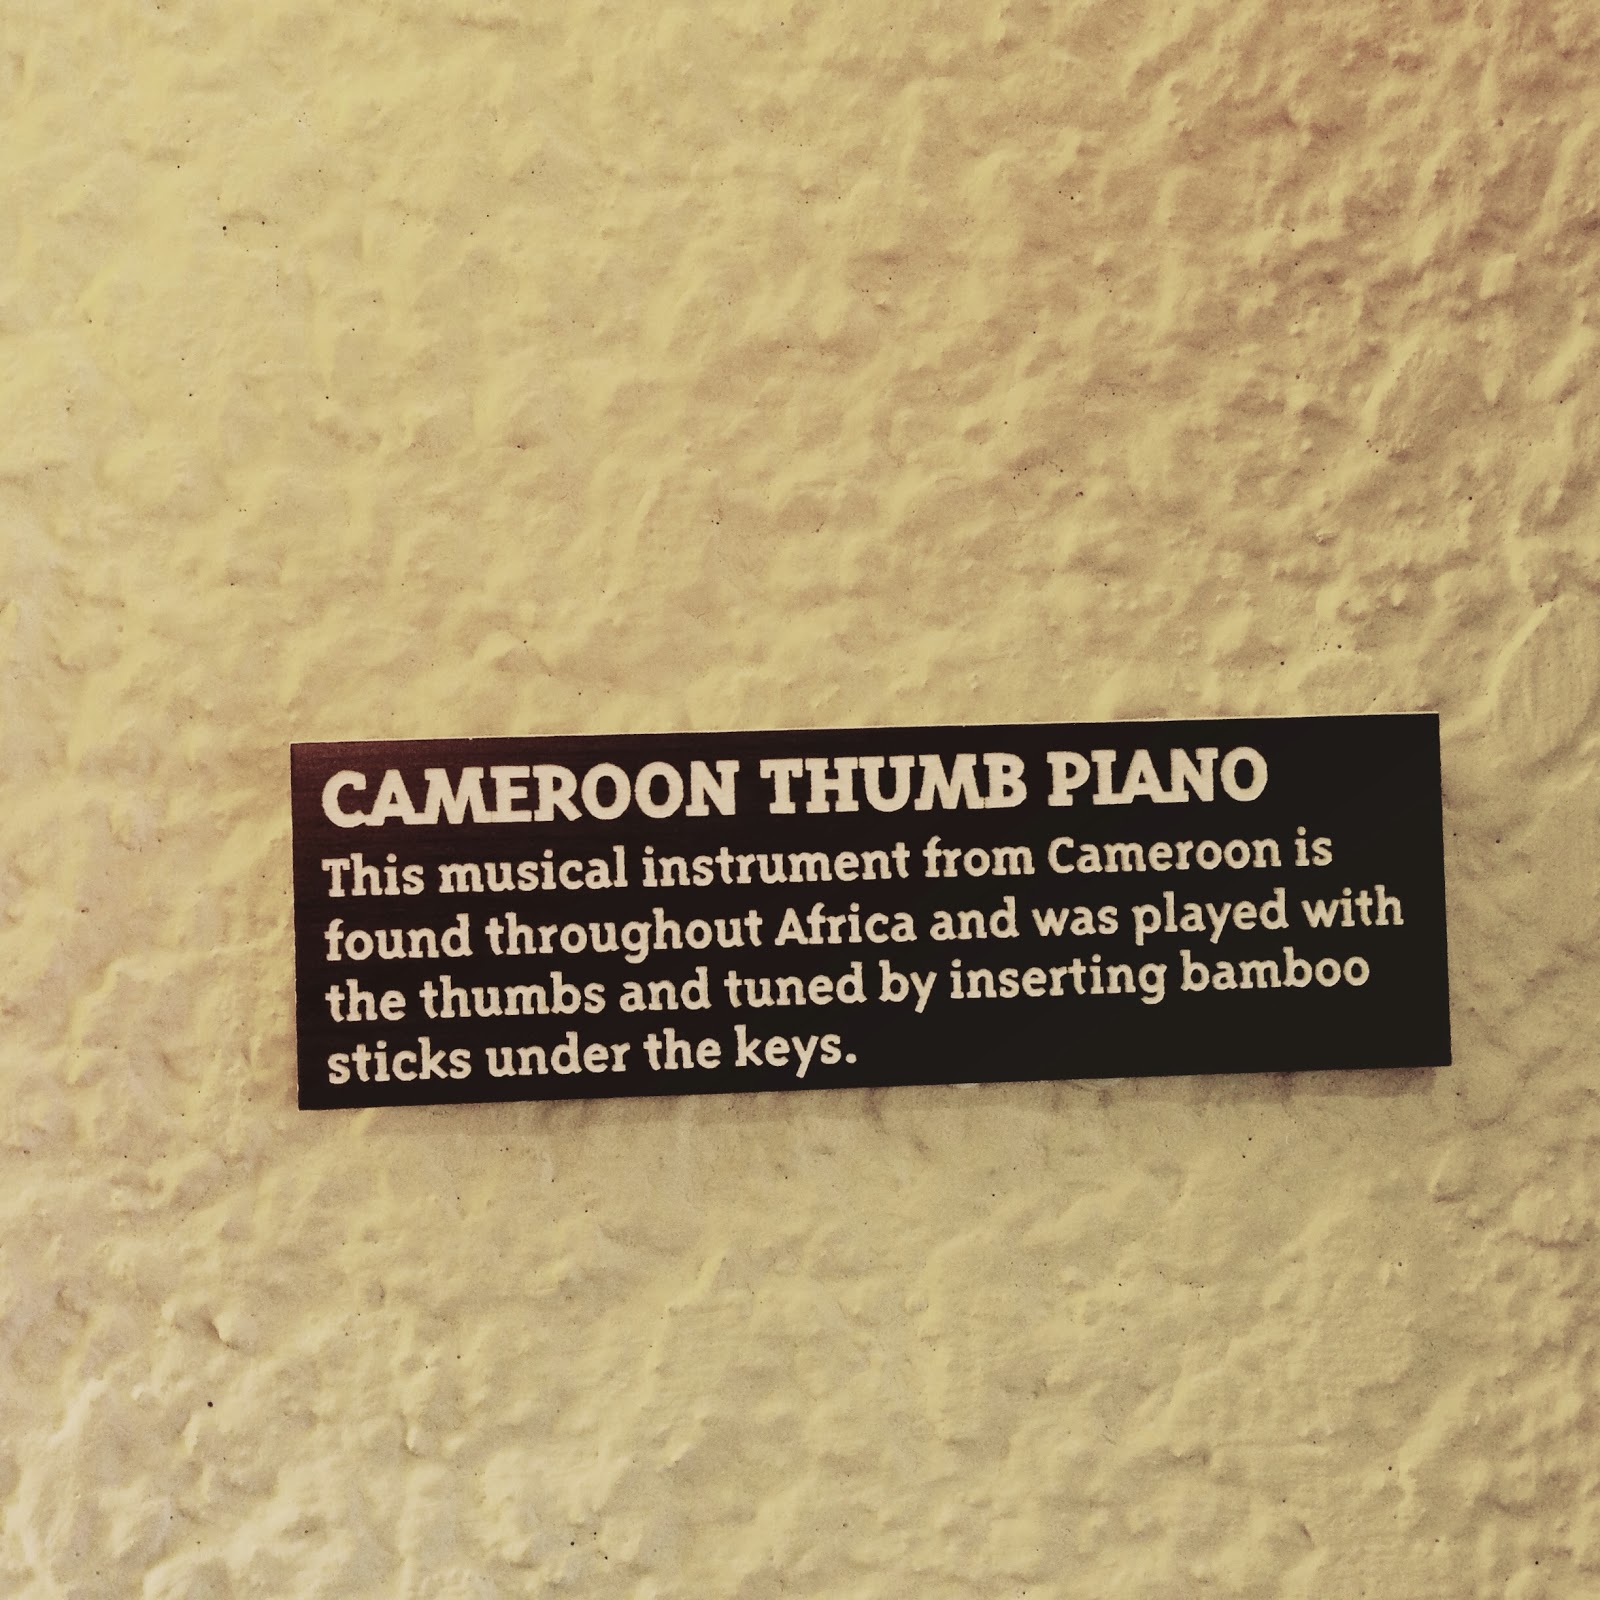 CAMEROON THUMB PIANO
This musical instrument from Cameroon is
found throughout Africa and was played with
the thumbs and tuned by inserting bamboo
sticks under the keys.